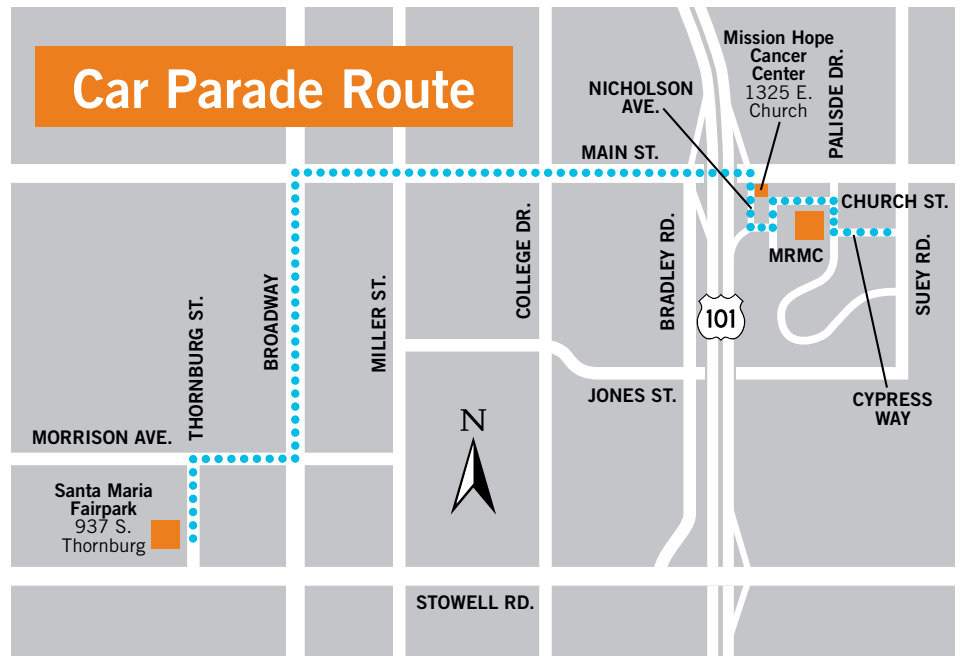 Car Parade Route
Mission Hope
Cancer
Center
1325 E.
Church
NICHOLSON
AVE.
PALISDE DR.
MAIN ST.
CHURCH ST.
MRMC
SUEY RD.
CYPRESS
WAY
THORNBURG ST.
BROADWAY
MILLER ST.
COLLEGE DR.
BRADLEY RD.
101
JONES ST.
MORRISON AVE.
N
Santa Maria
Fairpark
937 S.
Thornburg
STOWELL RD.